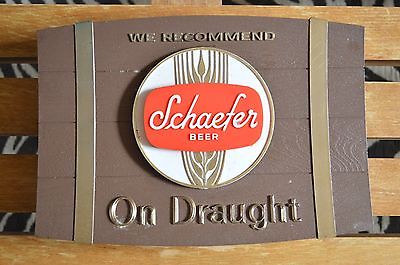 WE RECOMMEND
Schaefer
BEER
On Draught